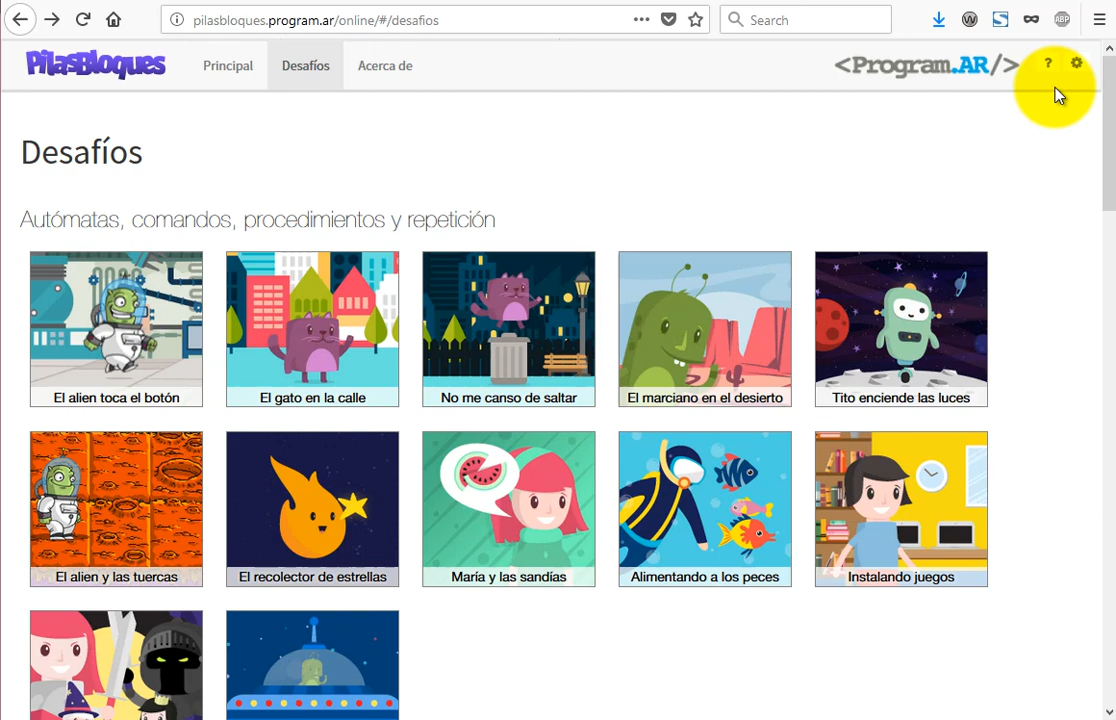 pilasbloques.program.ar/online/#/desafios
Search
W
S
ABP
PilasBloques
Principal
Desafíos
Acerca de
<Program.AR/>
?
Desafíos
Autómatas, comandos, procedimientos y repetición
El alien toca el botón
El gato en la calle
No me canso de saltar
El marciano en el desierto
Tito enciende las luces
El alien y las tuercas
El recolector de estrellas
María y las sandías
Alimentando a los peces
Instalando juegos